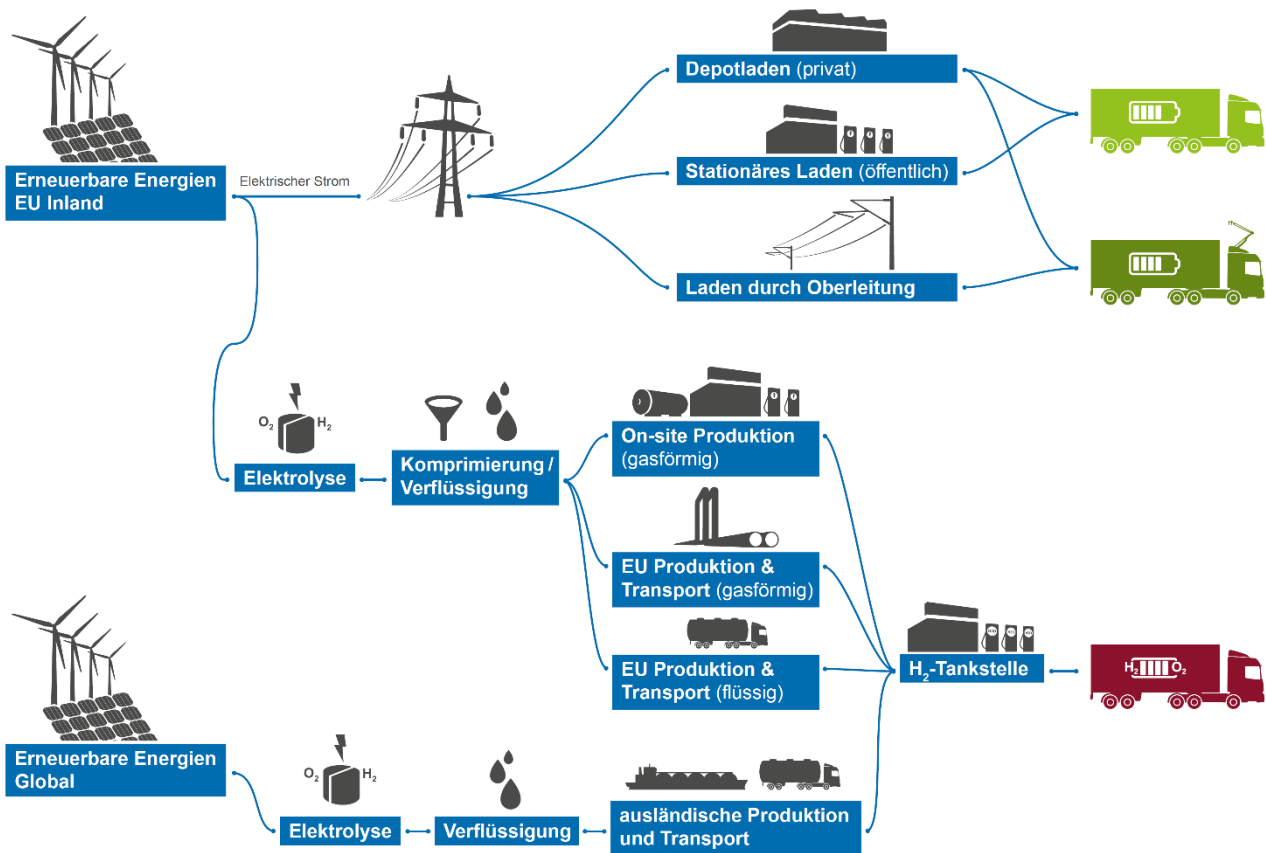 Depotladen (privat)
Stationäres Laden (öffentlich)
Erneuerbare Energien
EU Inland
Elektrischer Strom
Laden durch Oberleitung
O₂ H₂
Elektrolyse
Komprimierung /
Verflüssigung
On-site Produktion
(gasförmig)
EU Produktion &
Transport (gasförmig)
EU Produktion &
Transport (flüssig)
H₂-Tankstelle
H₂ O₂
Erneuerbare Energien
Global
O₂ H₂
Elektrolyse
Verflüssigung
ausländische Produktion
und Transport